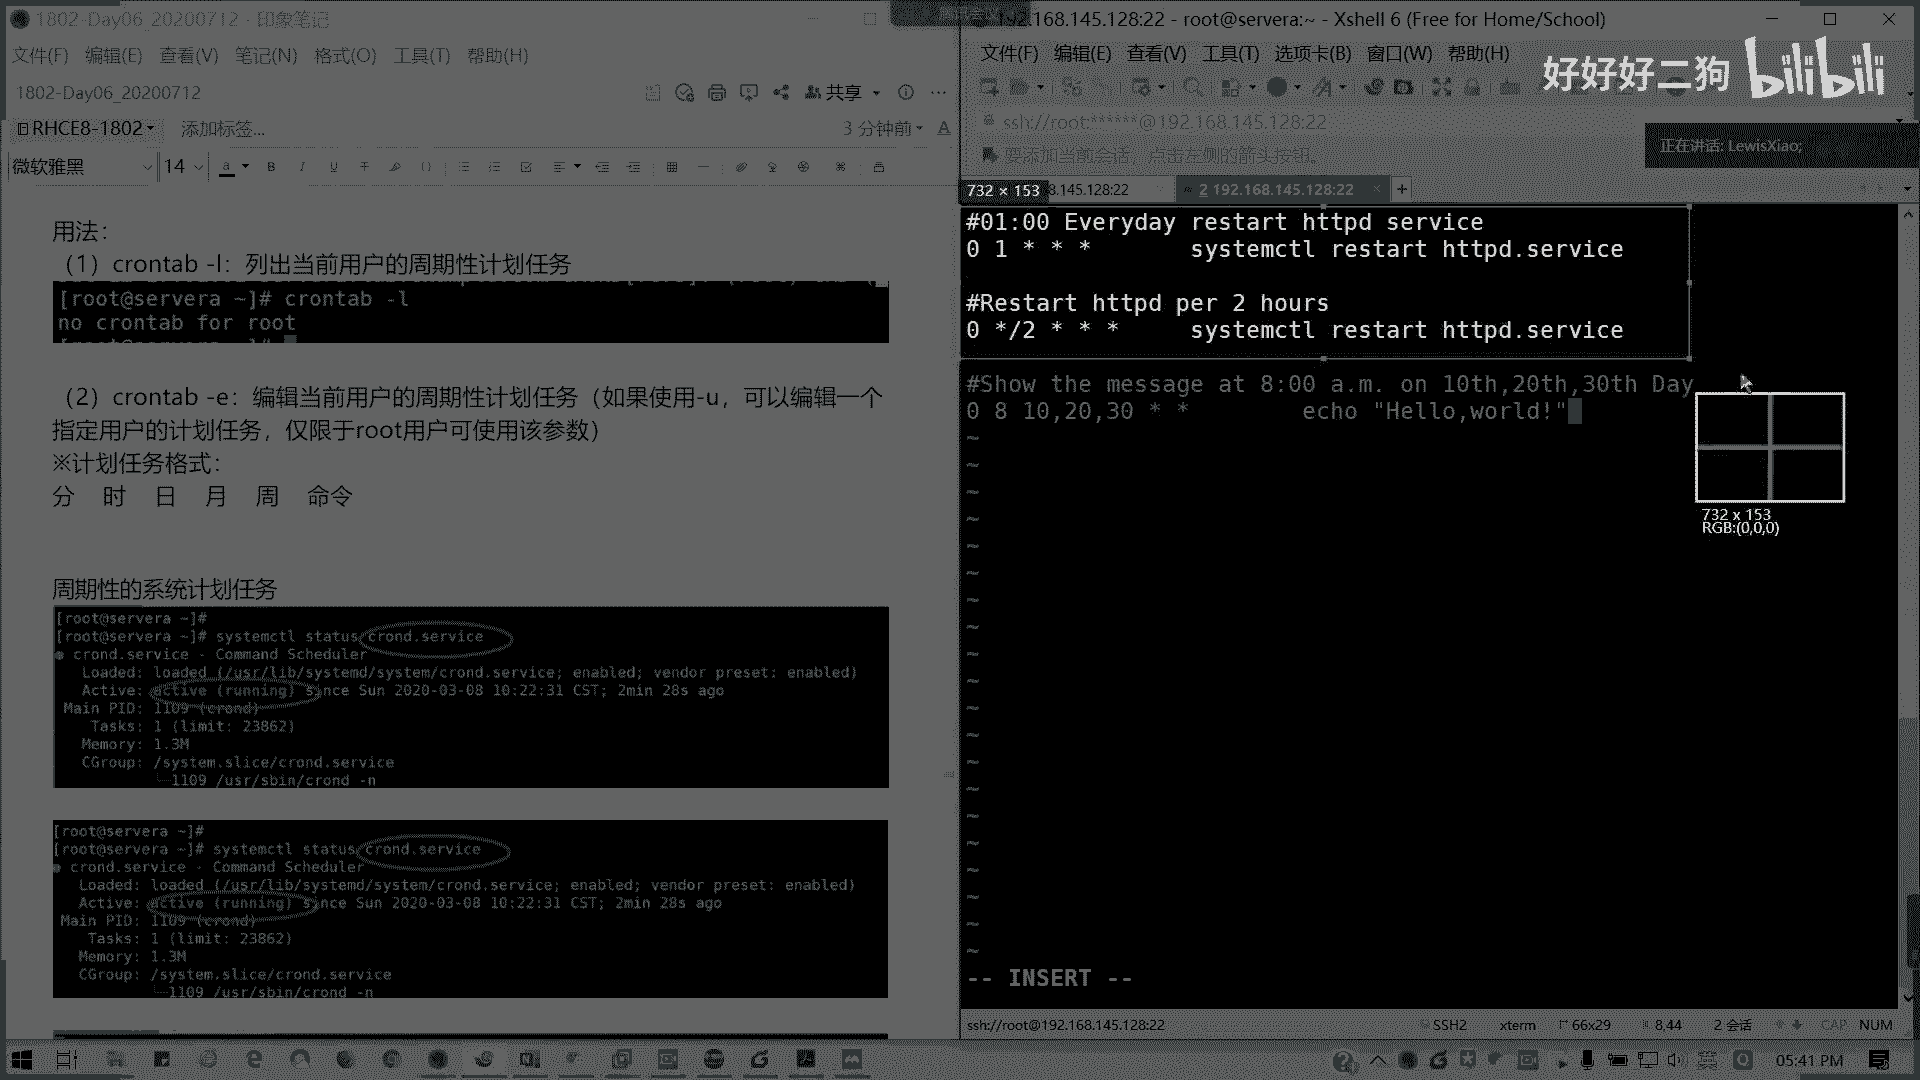 1802-Day06_20200712 - 印象笔记
文件(F) 编辑(E) 查看(V) 笔记(N) 格式(O) 工具(T) 帮助(H)
1802-Day06_20200712
共享
RHCE8-1802
添加标签...
3 分钟前
微软雅黑
14
用法：
（1）crontab -l：列出当前用户的周期性计划任务
[root@servera ~]# crontab -l
no crontab for root
（2）crontab -e：编辑当前用户的周期性计划任务（如果使用-u，可以编辑一个
指定用户的计划任务，仅限于root用户可使用该参数）
※计划任务格式：
分 时 日 月 周 命令
周期性的系统计划任务
[root@servera ~]#
[root@servera ~]# systemctl status crond.service
● crond.service - Command Scheduler
Loaded: loaded (/usr/lib/systemd/system/crond.service; enabled; vendor preset: enabled)
Active: active (running) since Sun 2020-03-08 10:22:31 CST; 2min 28s ago
Main PID: 1109 (crond)
Tasks: 1 (limit: 23862)
Memory: 1.3M
CGroup: /system.slice/crond.service
└─1109 /usr/sbin/crond -n
[root@servera ~]#
[root@servera ~]# systemctl status crond.service
● crond.service - Command Scheduler
Loaded: loaded (/usr/lib/systemd/system/crond.service; enabled; vendor preset: enabled)
Active: active (running) since Sun 2020-03-08 10:22:31 CST; 2min 28s ago
Main PID: 1109 (crond)
Tasks: 1 (limit: 23862)
Memory: 1.3M
CGroup: /system.slice/crond.service
└─1109 /usr/sbin/crond -n
192.168.145.128:22 - root@servera:~ - Xshell 6 (Free for Home/School)
文件(F) 编辑(E) 查看(V) 工具(T) 选项卡(B) 窗口(W) 帮助(H)
好好好二狗 bilibili
ssh://root:******@192.168.145.128:22
要添加当前会话，点击左侧的箭头按钮。
正在讲话: LewisXiao;
732 × 153
8.145.128:22
2 192.168.145.128:22
#01:00 Everyday restart httpd service
0 1 * * * systemctl restart httpd.service
#Restart httpd per 2 hours
0 */2 * * * systemctl restart httpd.service
#Show the message at 8:00 a.m. on 10th,20th,30th Day
0 8 10,20,30 * * echo "Hello,world!"
732 x 153
RGB:(0,0,0)
-- INSERT --
ssh://root@192.168.145.128:22
SSH2
xterm
66x29
8,44
2 会话
CAP
NUM
英
05:41 PM